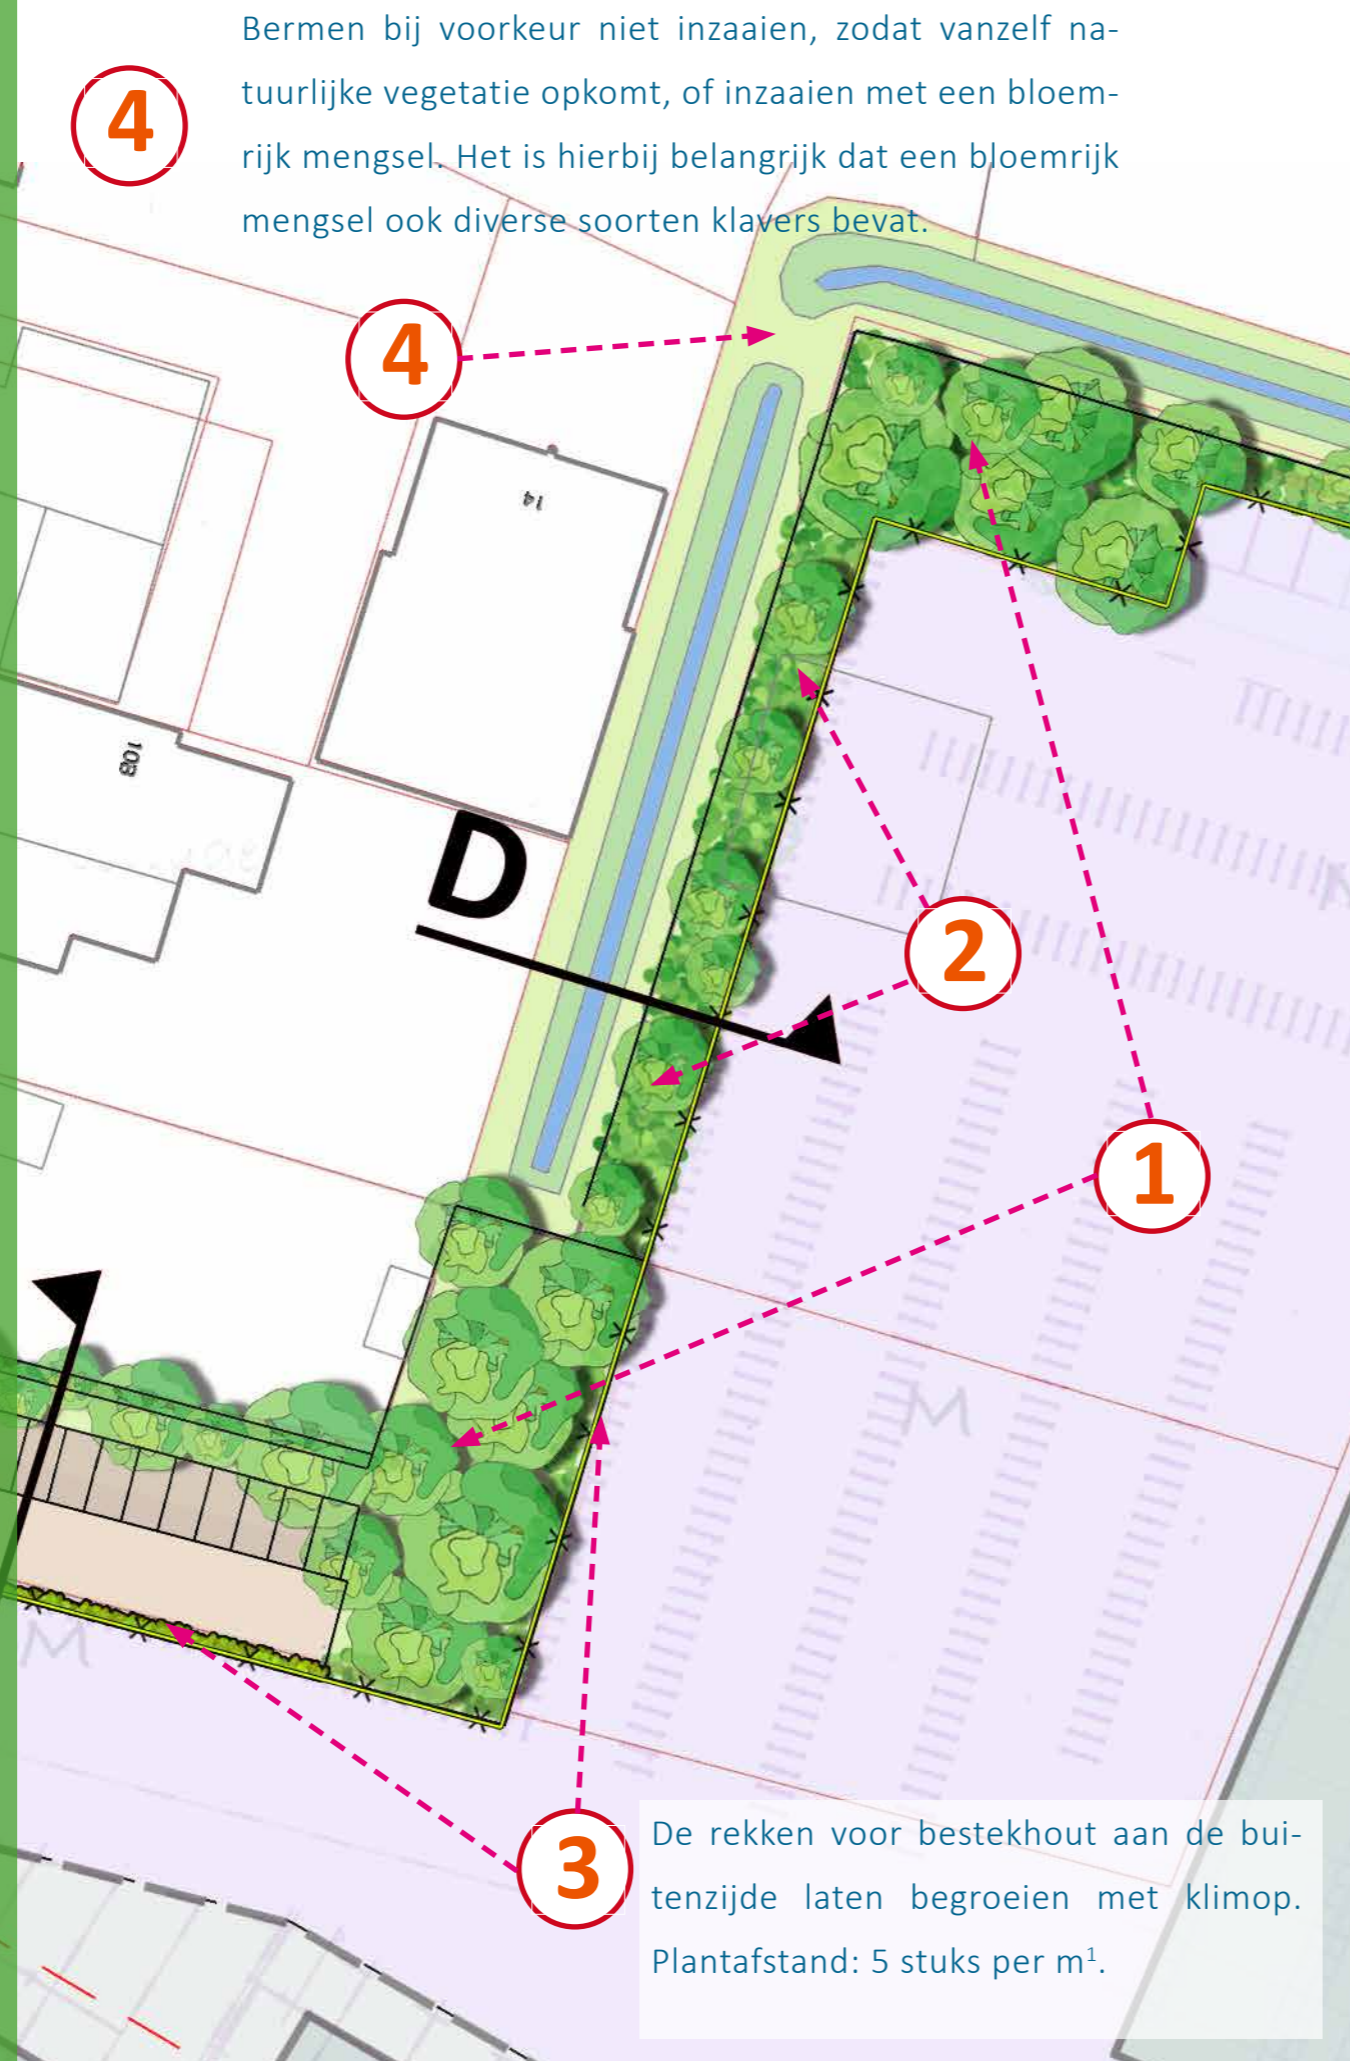 Bermen bij voorkeur niet inzaaien, zodat vanzelf na-
4
tuurlijke vegetatie opkomt, of inzaaien met een bloem-
rijk mengsel. Het is hierbij belangrijk dat een bloemrijk
mengsel ook diverse soorten klavers bevat.
4
14
108
D
2
1
M
M
3
De rekken voor bestekhout aan de bui-
tenzijde laten begroeien met klimop.
Plantafstand: 5 stuks per m¹.